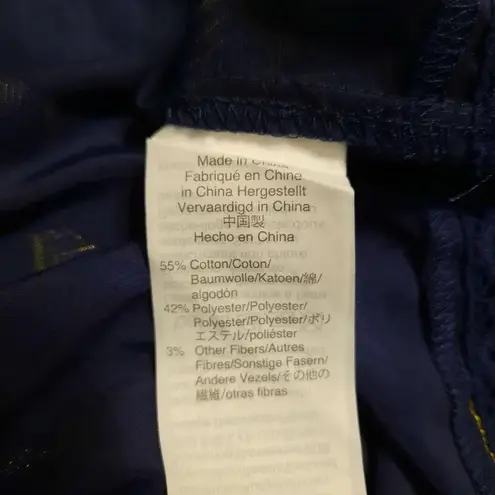 Made in
Fabriqué en Chine
in China Hergestellt
Vervaardigd in China
中国製
Hecho en China
55% Cotton/Coton/
Baumwolle/Katoen/綿/
algodón
42% Polyester/Polyester/
Polyester/Polyester/ポリ
エステル/poliéster
3% Other Fibers/Autres
Fibres/Sonstige Fasern/
Andere Vezels/その他の
繊維/otras fibras